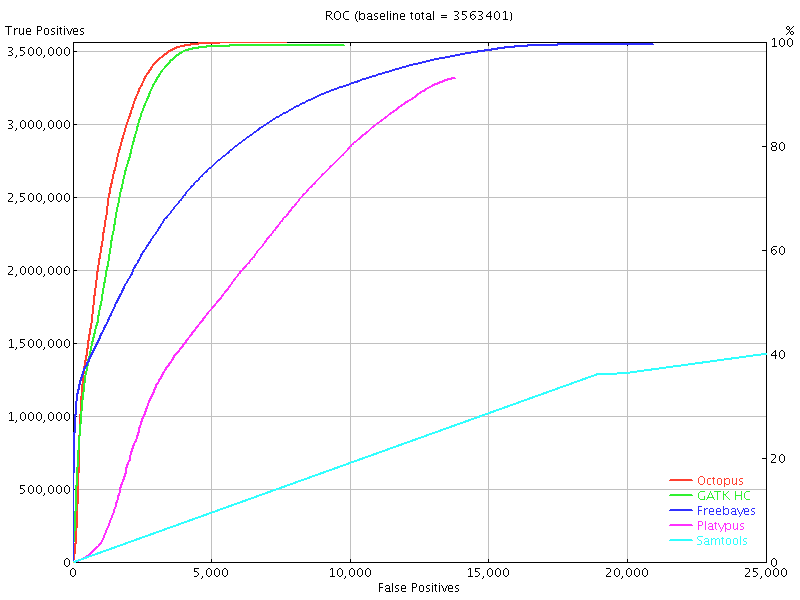 ROC (baseline total = 3563401)
True Positives
%
3,500,000
3,000,000
2,500,000
2,000,000
1,500,000
1,000,000
500,000
0
100
80
60
40
20
0
Octopus
GATK HC
Freebayes
Platypus
Samtools
0
5,000
10,000
15,000
20,000
25,000
False Positives